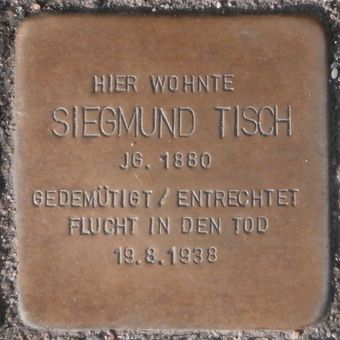 HIER WOHNTE
SIEGMUND TISCH
JG. 1880
GEDEMÜTIGT / ENTRECHTET
FLUCHT IN DEN TOD
19.8.1938